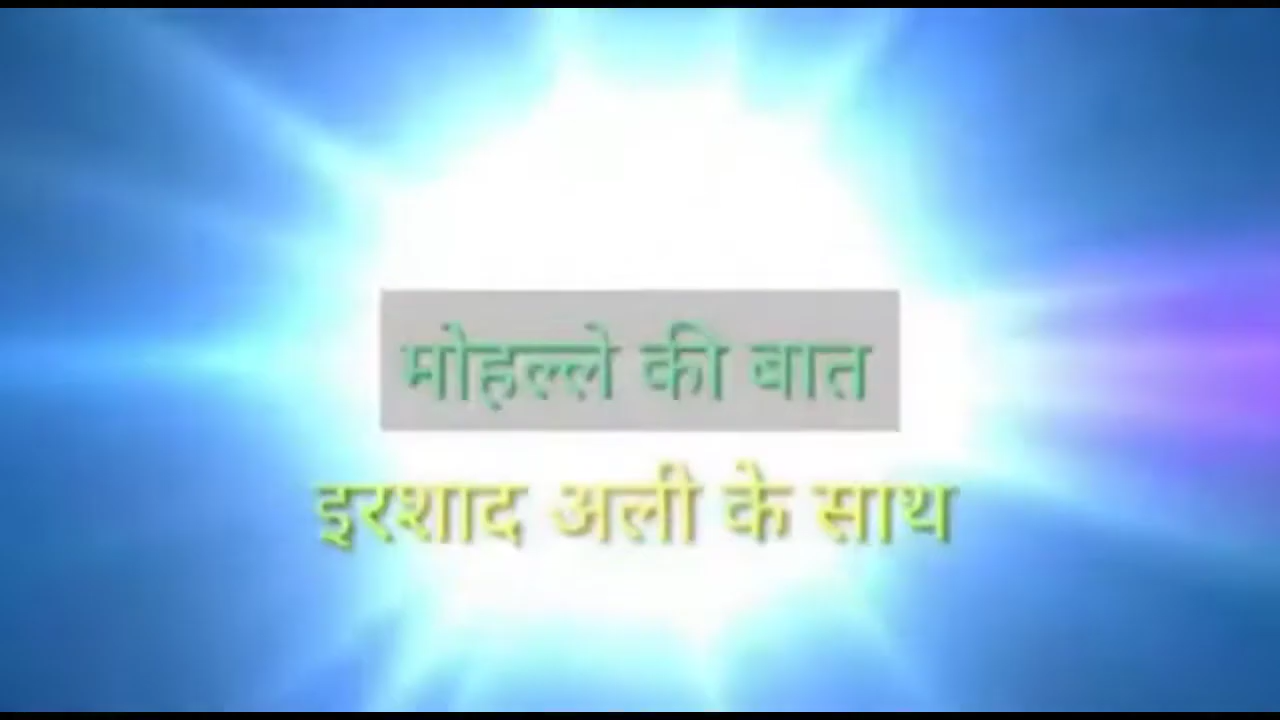 मोहल्ले की बात
इरशाद अली के साथ